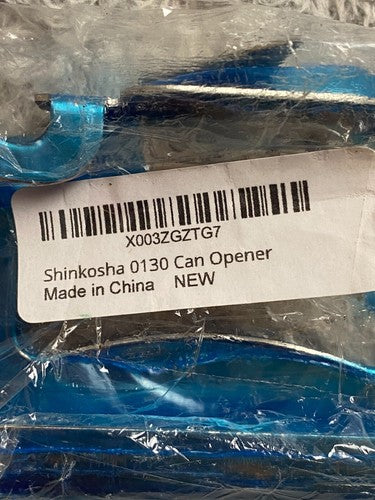 X003ZGZTG7
Shinkosha 0130 Can Opener
Made in China NEW